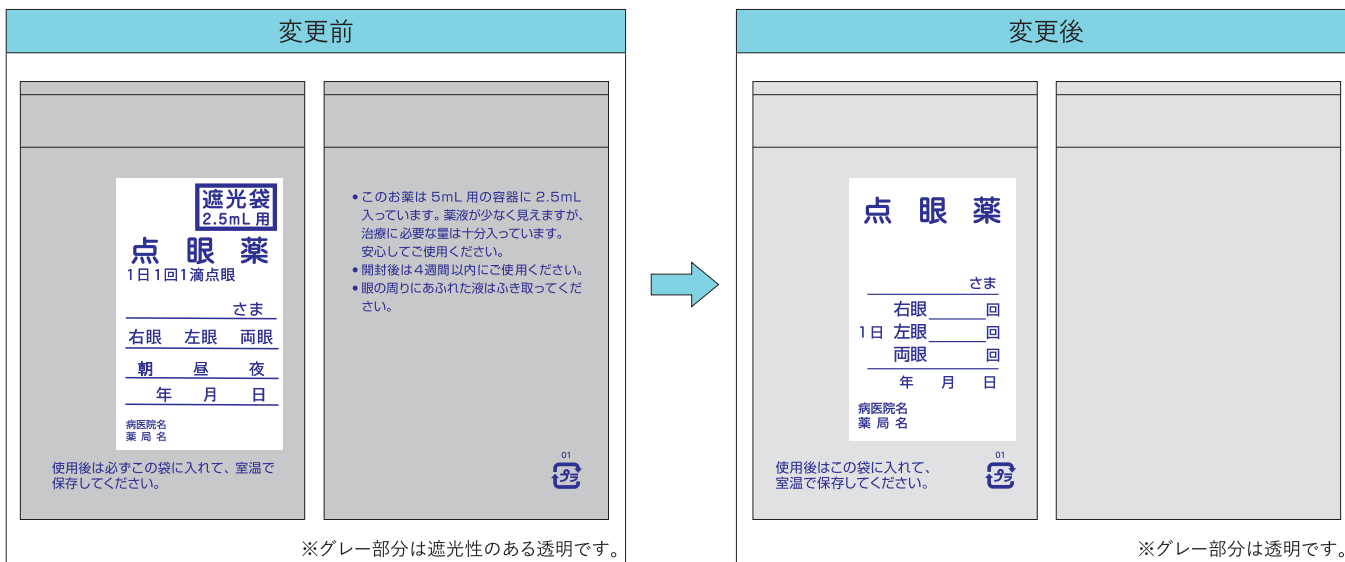 変更前
遮光袋
2.5mL 用
点 眼 薬
1日1回1滴点眼
さま
右眼 左眼 両眼
朝 昼 夜
年 月 日
病医院名
薬局名
使用後は必ずこの袋に入れて、室温で
保存してください。
•このお薬は 5mL 用の容器に 2.5mL
入っています。薬液が少なく見えますが、
治療に必要な量は十分入っています。
安心してご使用ください。
•開封後は4週間以内にご使用ください。
•眼の周りにあふれた液はふき取ってくだ
さい。
01
プラ
※グレー部分は遮光性のある透明です。
変更後
点 眼 薬
さま
右眼 回
1日 左眼 回
両眼 回
年 月 日
病医院名
薬局名
使用後はこの袋に入れて、
室温で保存してください。
01
プラ
※グレー部分は透明です。